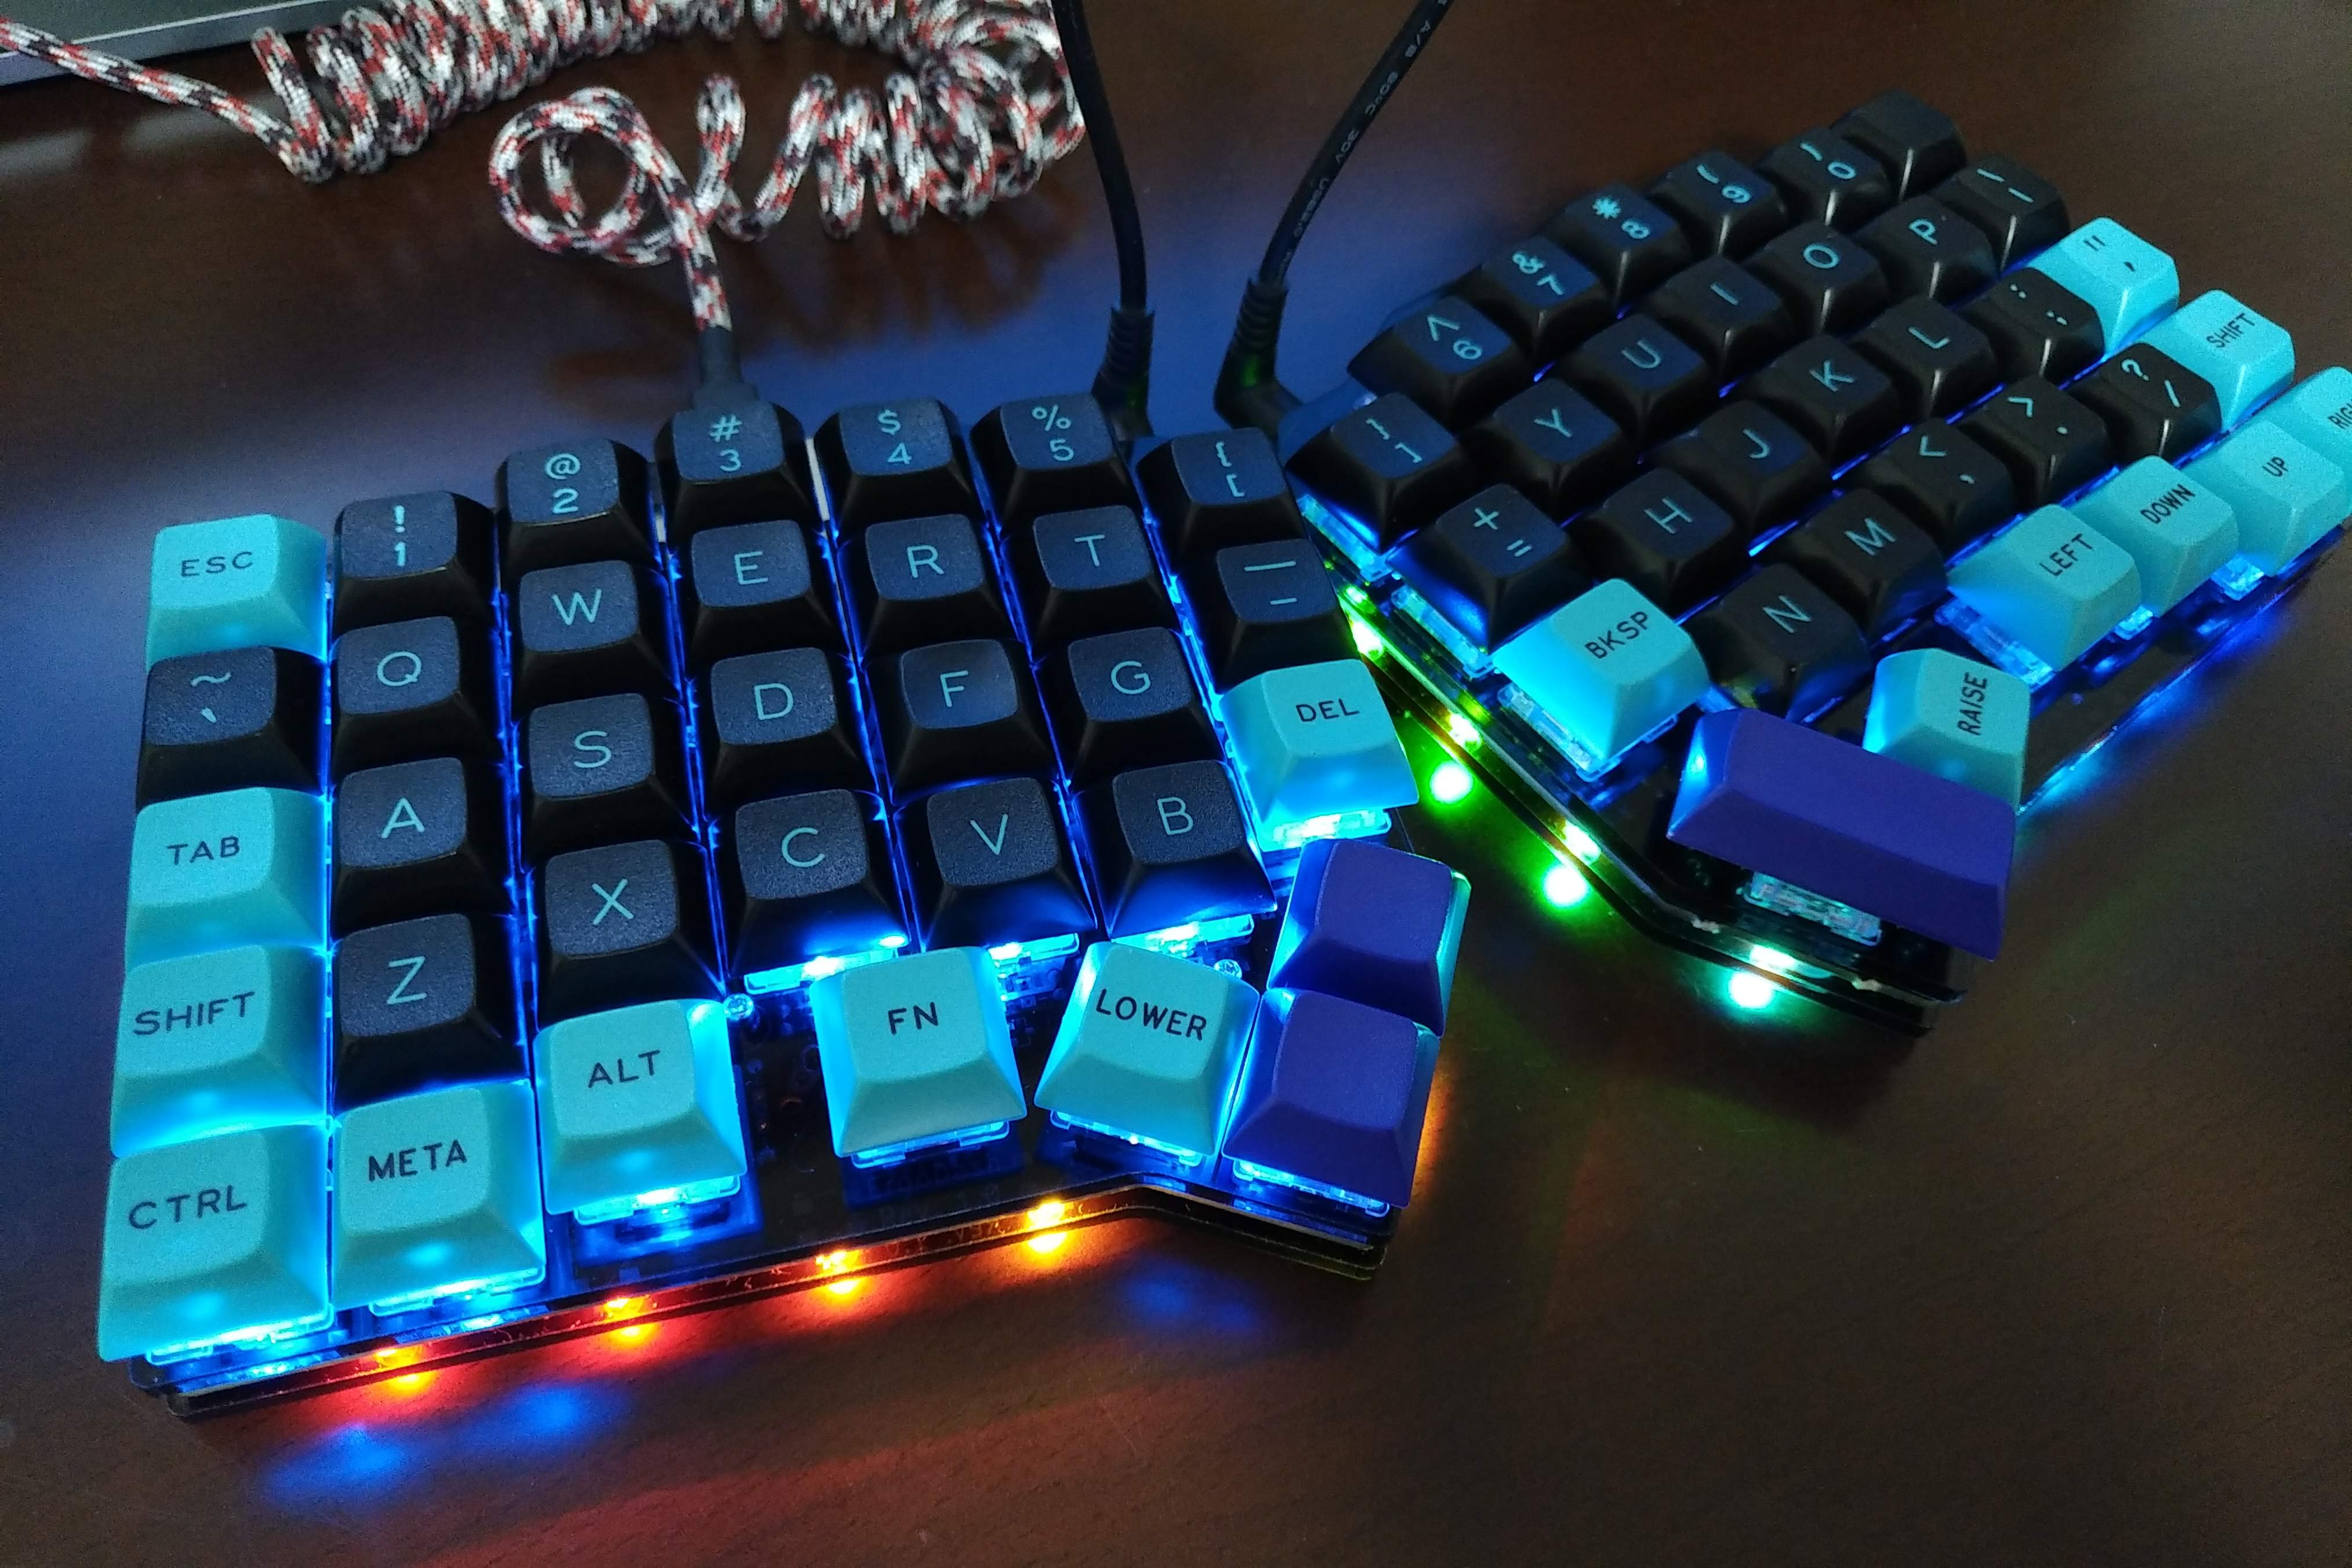 ESC
! 1
@ 2
# 3
$ 4
% 5
{ [
~ `
Q
W
E
R
T
— -
TAB
A
S
D
F
G
DEL
SHIFT
Z
X
C
V
B
CTRL
META
ALT
FN
LOWER
^ 6
& 7
* 8
( 9
) 0
} ]
Y
U
I
O
P
+ =
H
J
K
L
: ;
" '
BKSP
N
M
< ,
> .
? /
SHIFT
RAISE
LEFT
DOWN
UP